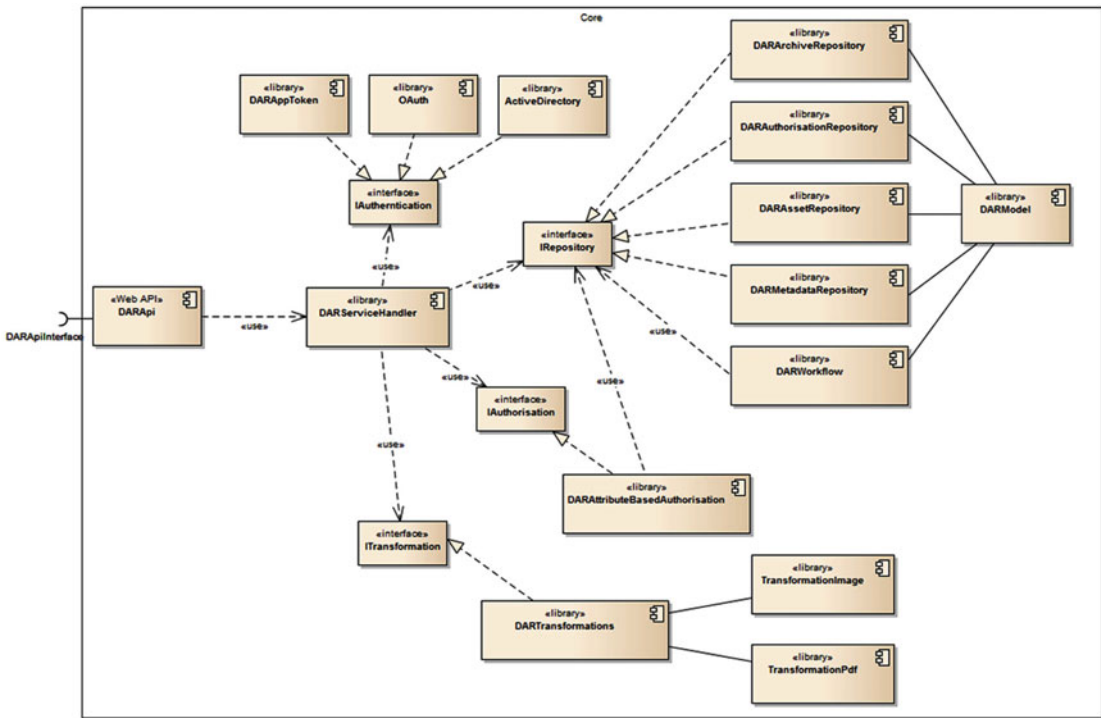 Core
«library»
DARAppToken
«library»
OAuth
«library»
ActiveDirectory
«interface»
IAutherntication
«use»
«library»
DARArchiveRepository
«library»
DARAuthorisationRepository
«library»
DARAssetRepository
«library»
DARMetadataRepository
«library»
DARWorkflow
«library»
DARModel
«interface»
IRepository
«use»
DARApiInterface
«Web API»
DARApi
«use»
«library»
DARServiceHandler
«use»
«interface»
IAuthorisation
«use»
«use»
«library»
DARAttributeBasedAuthorisation
«interface»
ITransformation
«library»
DARTransformations
«library»
TransformationImage
«library»
TransformationPdf